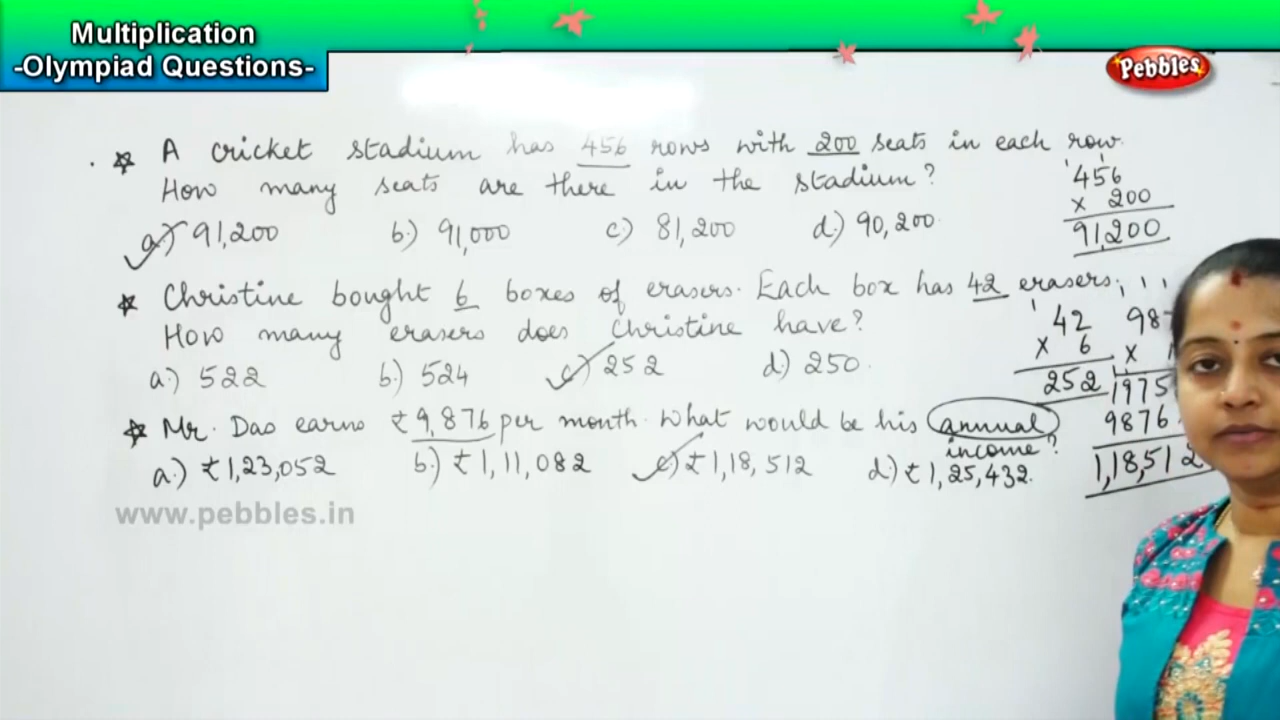 Multiplication
-Olympiad Questions-
Pebbles
A cricket stadium has 456 rows with 200 seats in each row.
How many seats are there in the stadium?
a.) 91,200 b.) 91,000 c.) 81,200 d.) 90,200
456
x 200
91,200
Christine bought 6 boxes of erasers. Each box has 42 erasers.
How many erasers does Christine have?
a.) 522 b.) 524 c.) 252 d.) 250
42
x 6
252
Mr. Das earns ₹ 9,876 per month. What would be his annual
income?
a.) ₹ 1,23,052 b.) ₹ 1,11,082 c.) ₹ 1,18,512 d.) ₹ 1,25,432.
987
x
1975
9876
1,18,512
www.pebbles.in